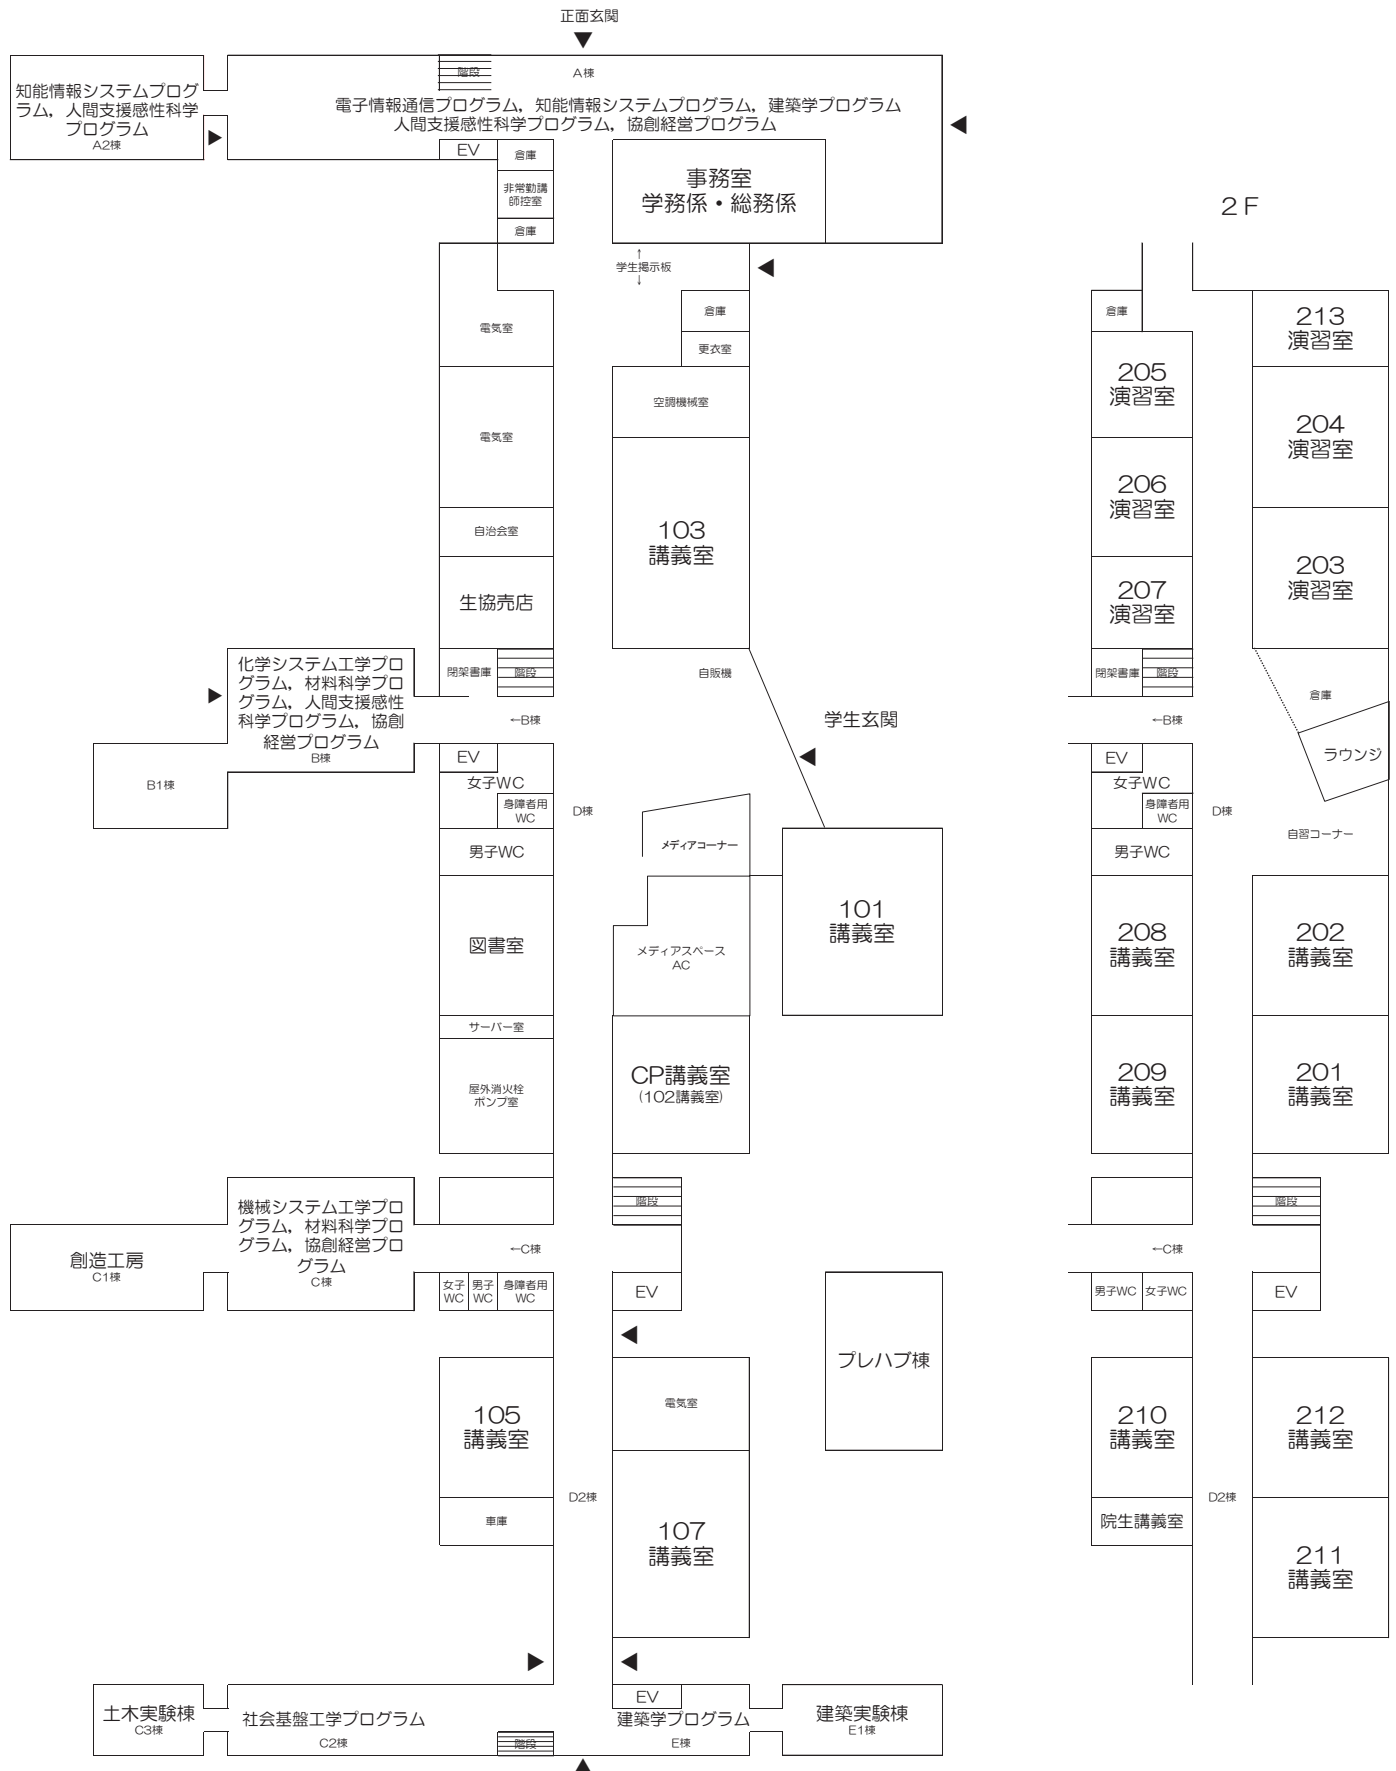 正面玄関
階段
A棟
知能情報システムプログ
ラム，人間支援感性科学
プログラム
A2棟
電子情報通信プログラム，知能情報システムプログラム，建築学プログラム
人間支援感性科学プログラム，協創経営プログラム
EV
倉庫
非常勤講
師控室
倉庫
事務室
学務係・総務係
↑
学生掲示板
↓
電気室
倉庫
更衣室
空調機械室
電気室
自治会室
103
講義室
生協売店
化学システム工学プロ
グラム，材料科学プロ
グラム，人間支援感性
科学プログラム，協創
経営プログラム
B棟
B1棟
閉架書庫
階段
自販機
←B棟
学生玄関
EV
女子WC
身障者用
WC
D棟
男子WC
メディアコーナー
101
講義室
図書室
メディアスペース
AC
サーバー室
屋外消火栓
ポンプ室
CP講義室
(102講義室)
機械システム工学プロ
グラム，材料科学プロ
グラム，協創経営プロ
グラム
C棟
創造工房
C1棟
階段
←C棟
女子
WC
男子
WC
身障者用
WC
EV
プレハブ棟
105
講義室
電気室
車庫
D2棟
107
講義室
土木実験棟
C3棟
社会基盤工学プログラム
C2棟
階段
EV
建築学プログラム
E棟
建築実験棟
E1棟
2F
倉庫
213
演習室
205
演習室
204
演習室
206
演習室
203
演習室
207
演習室
閉架書庫
階段
倉庫
←B棟
ラウンジ
EV
女子WC
身障者用
WC
D棟
自習コーナー
男子WC
208
講義室
202
講義室
209
講義室
201
講義室
階段
←C棟
男子WC
女子WC
EV
210
講義室
212
講義室
D2棟
院生講義室
211
講義室